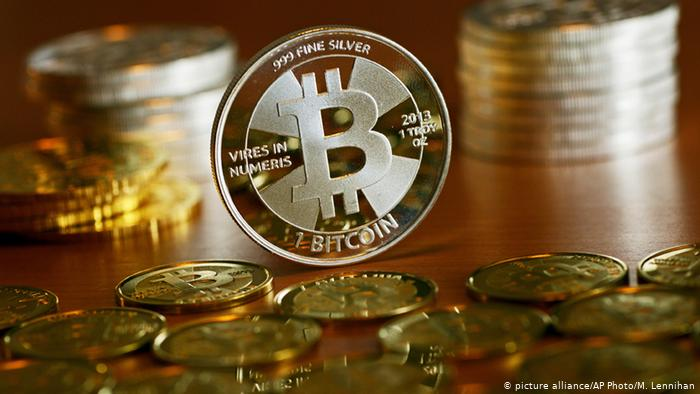 .999 FINE SILVER
2013
1 TROY
OZ
VIRES IN
NUMERIS
1 BITCOIN
© picture alliance/AP Photo/M. Lennihan